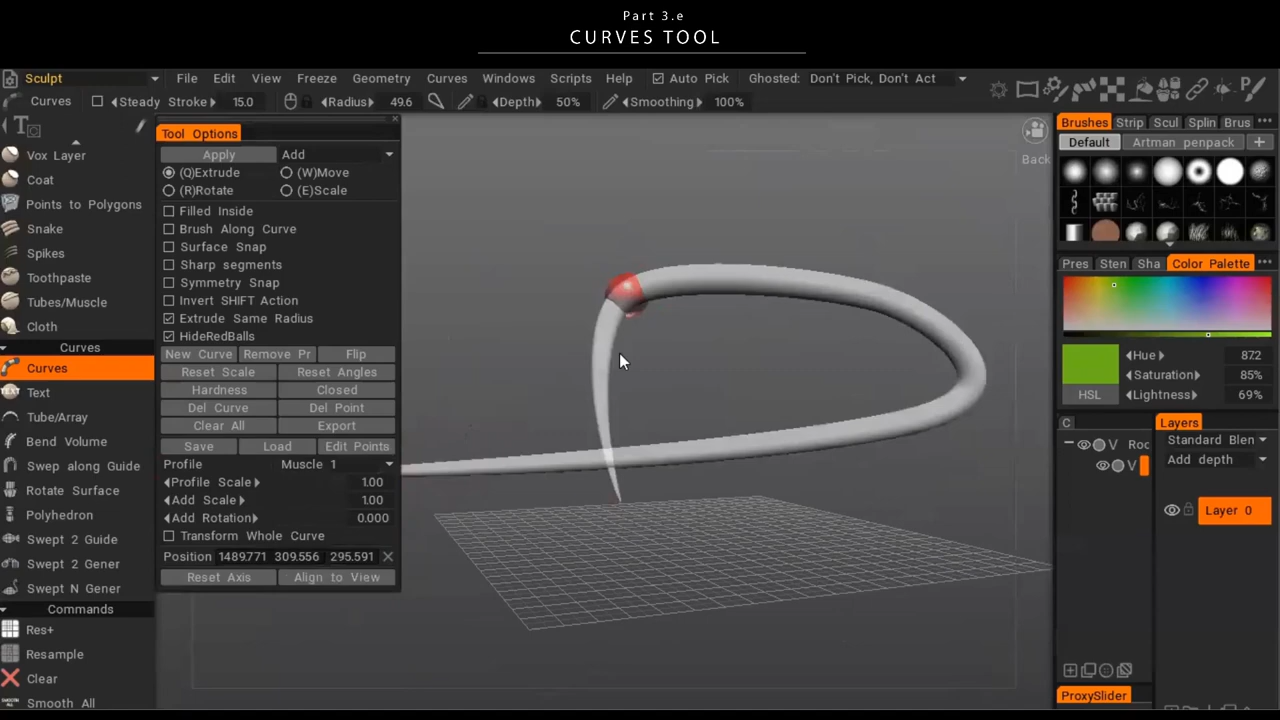 Part 3.e
CURVES TOOL
Sculpt File Edit View Freeze Geometry Curves Windows Scripts Help Auto Pick Ghosted: Don't Pick, Don't Act
Curves Steady Stroke 15.0 Radius 49.6 Depth 50% Smoothing 100%
T
Vox Layer
Coat
Points to Polygons
Snake
Spikes
Toothpaste
Tubes/Muscle
Cloth
Curves
Curves
Text
Tube/Array
Bend Volume
Swep along Guide
Rotate Surface
Polyhedron
Swept 2 Guide
Swept 2 Gener
Swept N Gener
Commands
Res+
Resample
Clear
Smooth All
Tool Options
Apply Add
(Q)Extrude (W)Move
(R)Rotate (E)Scale
Filled Inside
Brush Along Curve
Surface Snap
Sharp segments
Symmetry Snap
Invert SHIFT Action
Extrude Same Radius
HideRedBalls
New Curve Remove Pr Flip
Reset Scale Reset Angles
Hardness Closed
Del Curve Del Point
Clear All Export
Save Load Edit Points
Profile Muscle 1
Profile Scale 1.00
Add Scale 1.00
Add Rotation 0.000
Transform Whole Curve
Position 1489.771 309.556 295.591
Reset Axis Align to View
Back
Brushes Strip Scul Splin Brus
Default Artman penpack +
Pres Sten Sha Color Palette
Hue 87.2
Saturation 85%
HSL Lightness 69%
C Layers
V Roc Standard Blen
V Add depth
Layer 0
ProxySlider